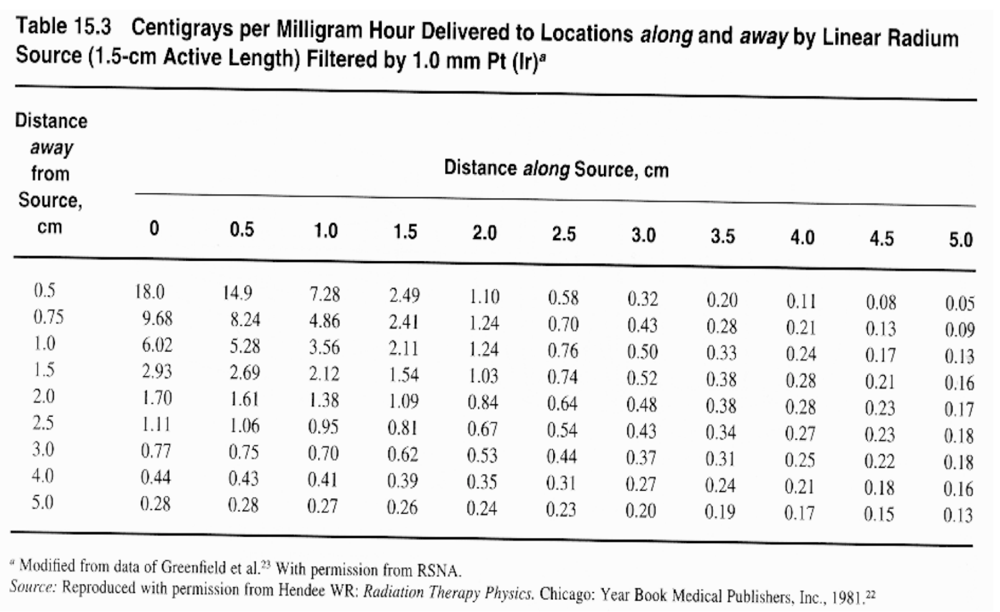 Table 15.3 Centigrays per Milligram Hour Delivered to Locations along and away by Linear Radium
Source (1.5-cm Active Length) Filtered by 1.0 mm Pt (Ir)a
Distance
away
from
Source,
cm
Distance along Source, cm
0 0.5 1.0 1.5 2.0 2.5 3.0 3.5 4.0 4.5 5.0
0.5 18.0 14.9 7.28 2.49 1.10 0.58 0.32 0.20 0.11 0.08 0.05
0.75 9.68 8.24 4.86 2.41 1.24 0.70 0.43 0.28 0.21 0.13 0.09
1.0 6.02 5.28 3.56 2.11 1.24 0.76 0.50 0.33 0.24 0.17 0.13
1.5 2.93 2.69 2.12 1.54 1.03 0.74 0.52 0.38 0.28 0.21 0.16
2.0 1.70 1.61 1.38 1.09 0.84 0.64 0.48 0.38 0.28 0.23 0.17
2.5 1.11 1.06 0.95 0.81 0.67 0.54 0.43 0.34 0.27 0.23 0.18
3.0 0.77 0.75 0.70 0.62 0.53 0.44 0.37 0.31 0.25 0.22 0.18
4.0 0.44 0.43 0.41 0.39 0.35 0.31 0.27 0.24 0.21 0.18 0.16
5.0 0.28 0.28 0.27 0.26 0.24 0.23 0.20 0.19 0.17 0.15 0.13
a Modified from data of Greenfield et al.23 With permission from RSNA.
Source: Reproduced with permission from Hendee WR: Radiation Therapy Physics. Chicago: Year Book Medical Publishers, Inc., 1981.22